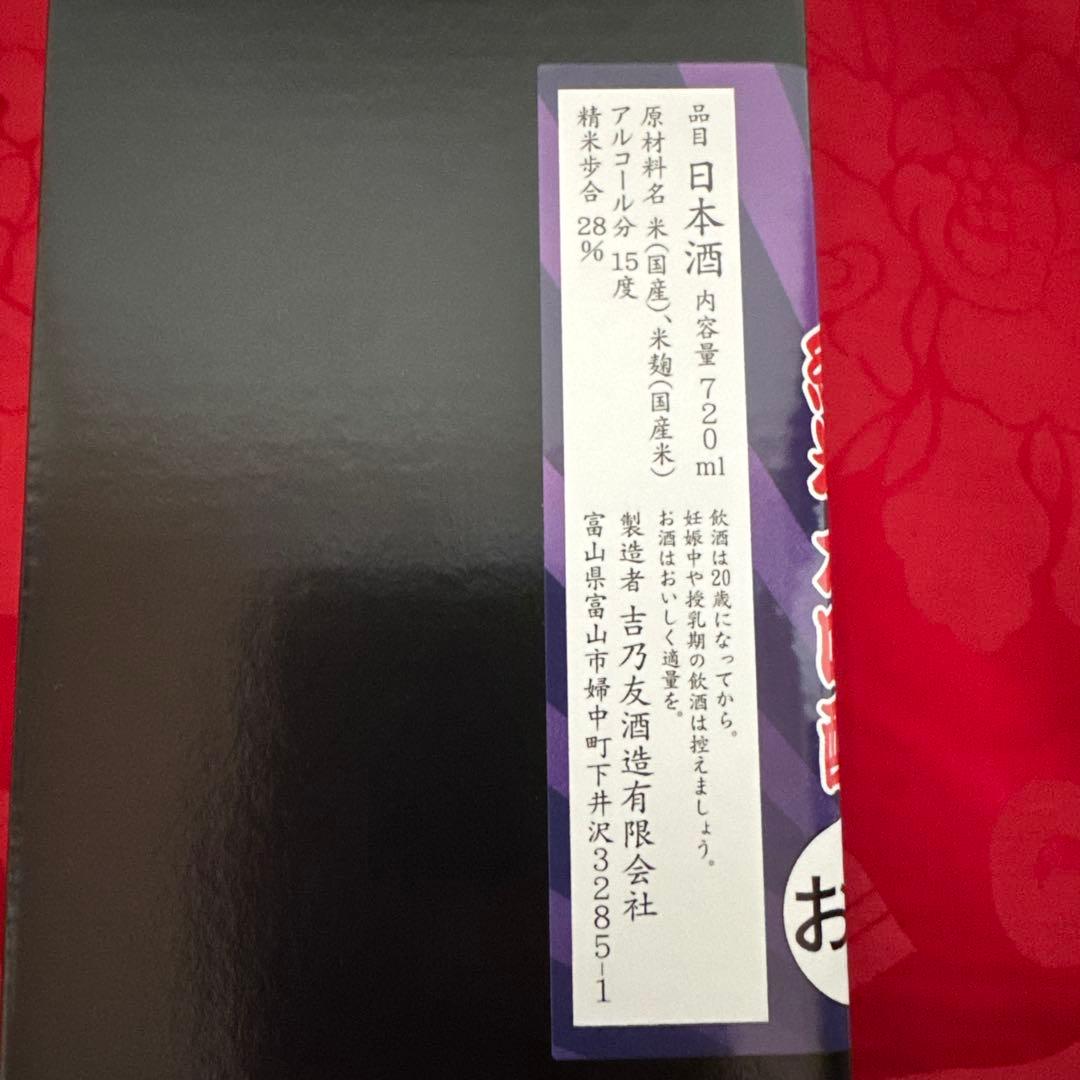 品目 日本酒 内容量 720ml
原材料名 米(国産)、米麹(国産米)
アルコール分 15度
精米歩合 28%
飲酒は20歳になってから。
妊娠中や授乳期の飲酒は控えましょう。
お酒はおいしく適量を。
製造者 吉乃友酒造有限会社
富山県富山市婦中町下井沢3285-1
お